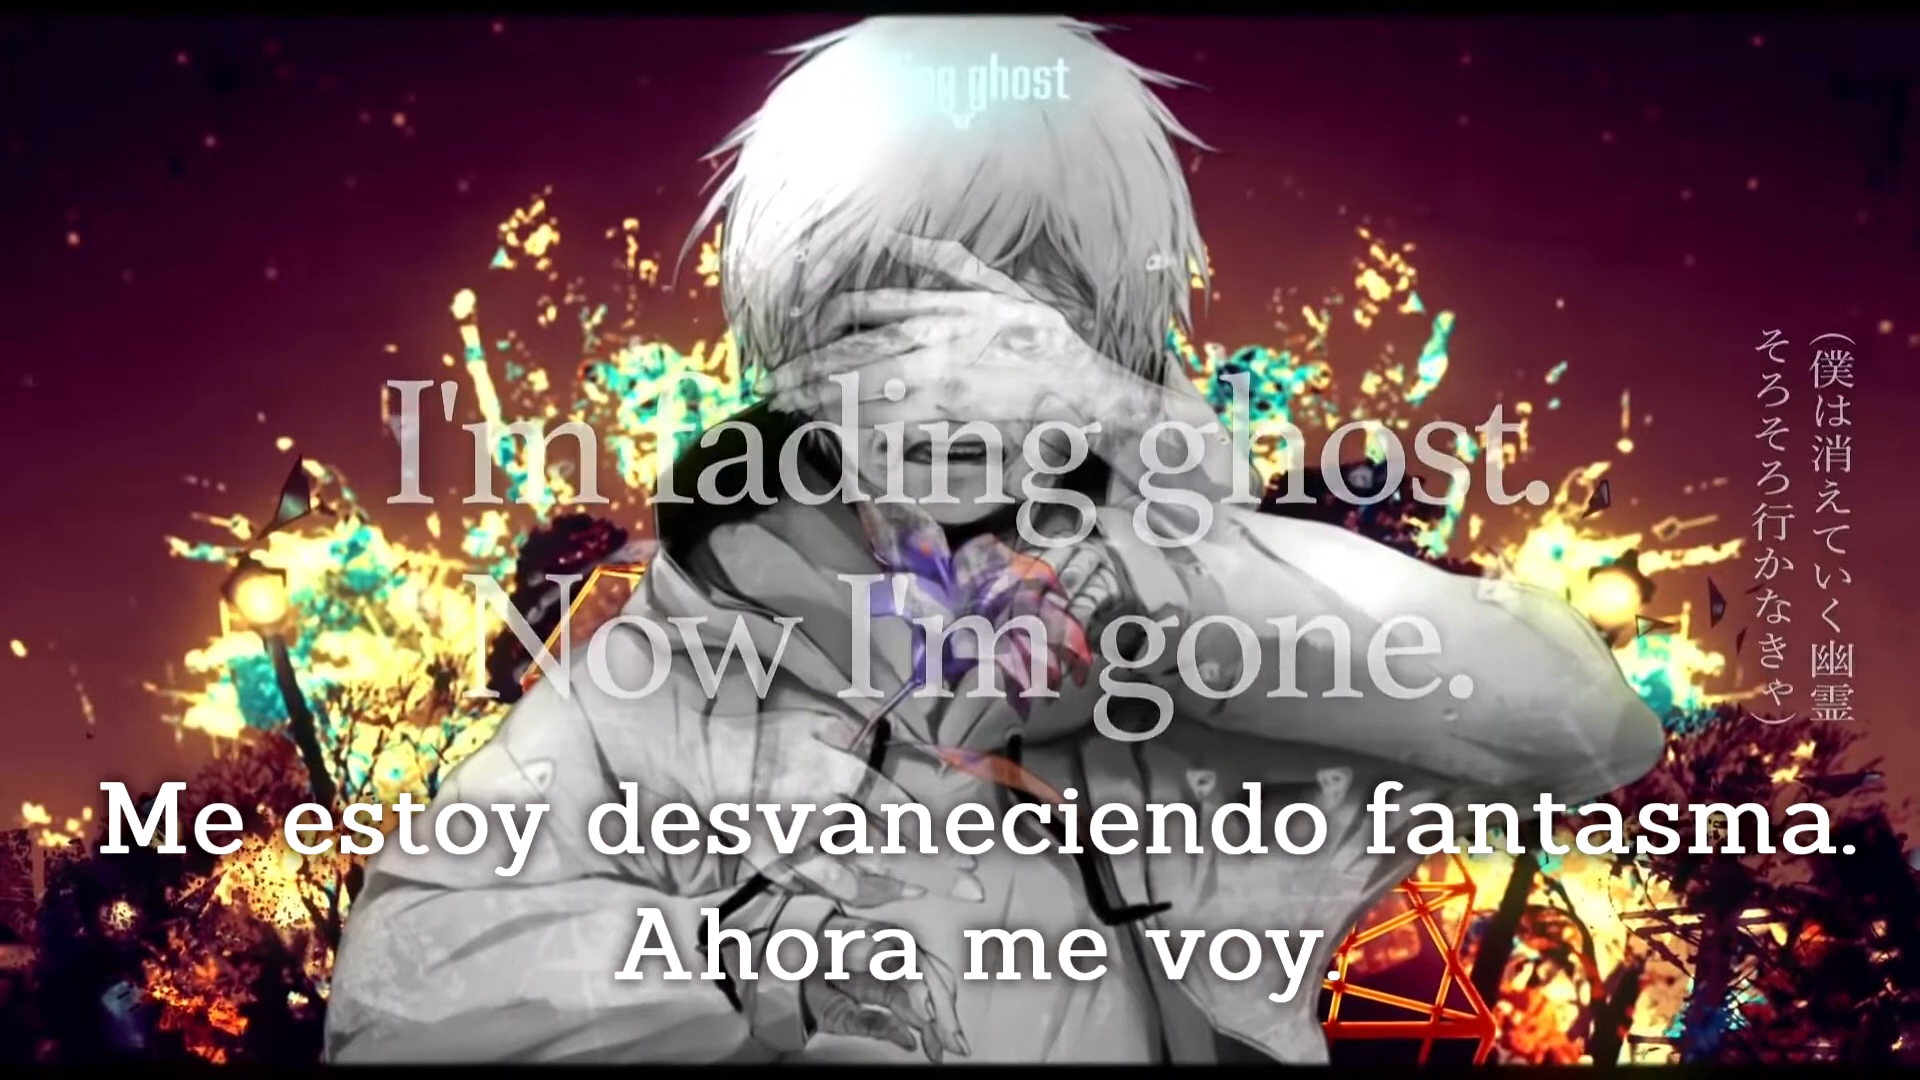 ghost
I'm fading ghost.
Now I'm gone.
(僕は消えていく幽霊
そろそろ行かなきゃ)
Me estoy desvaneciendo fantasma.
Ahora me voy.